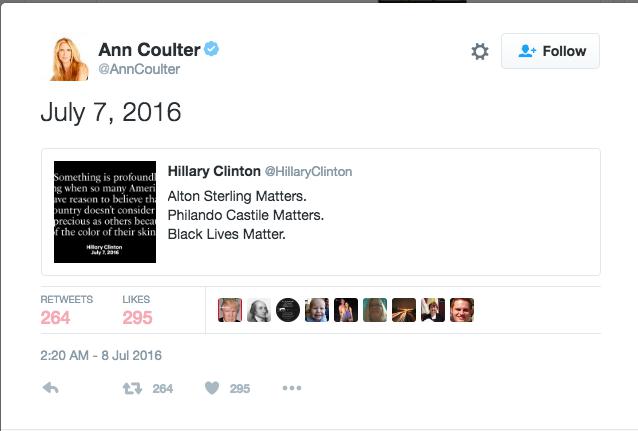 Ann Coulter
Follow
@AnnCoulter
July 7, 2016
Something is profoundl
ng when so many Ameri
ave reason to believe tha
ountry doesn't consider
precious as others becau
of the color of their skin
Hillary Clinton
July 7, 2016
Hillary Clinton @HillaryClinton
Alton Sterling Matters.
Philando Castile Matters.
Black Lives Matter.
RETWEETS LIKES
264 295
2:20 AM - 8 Jul 2016
264 295